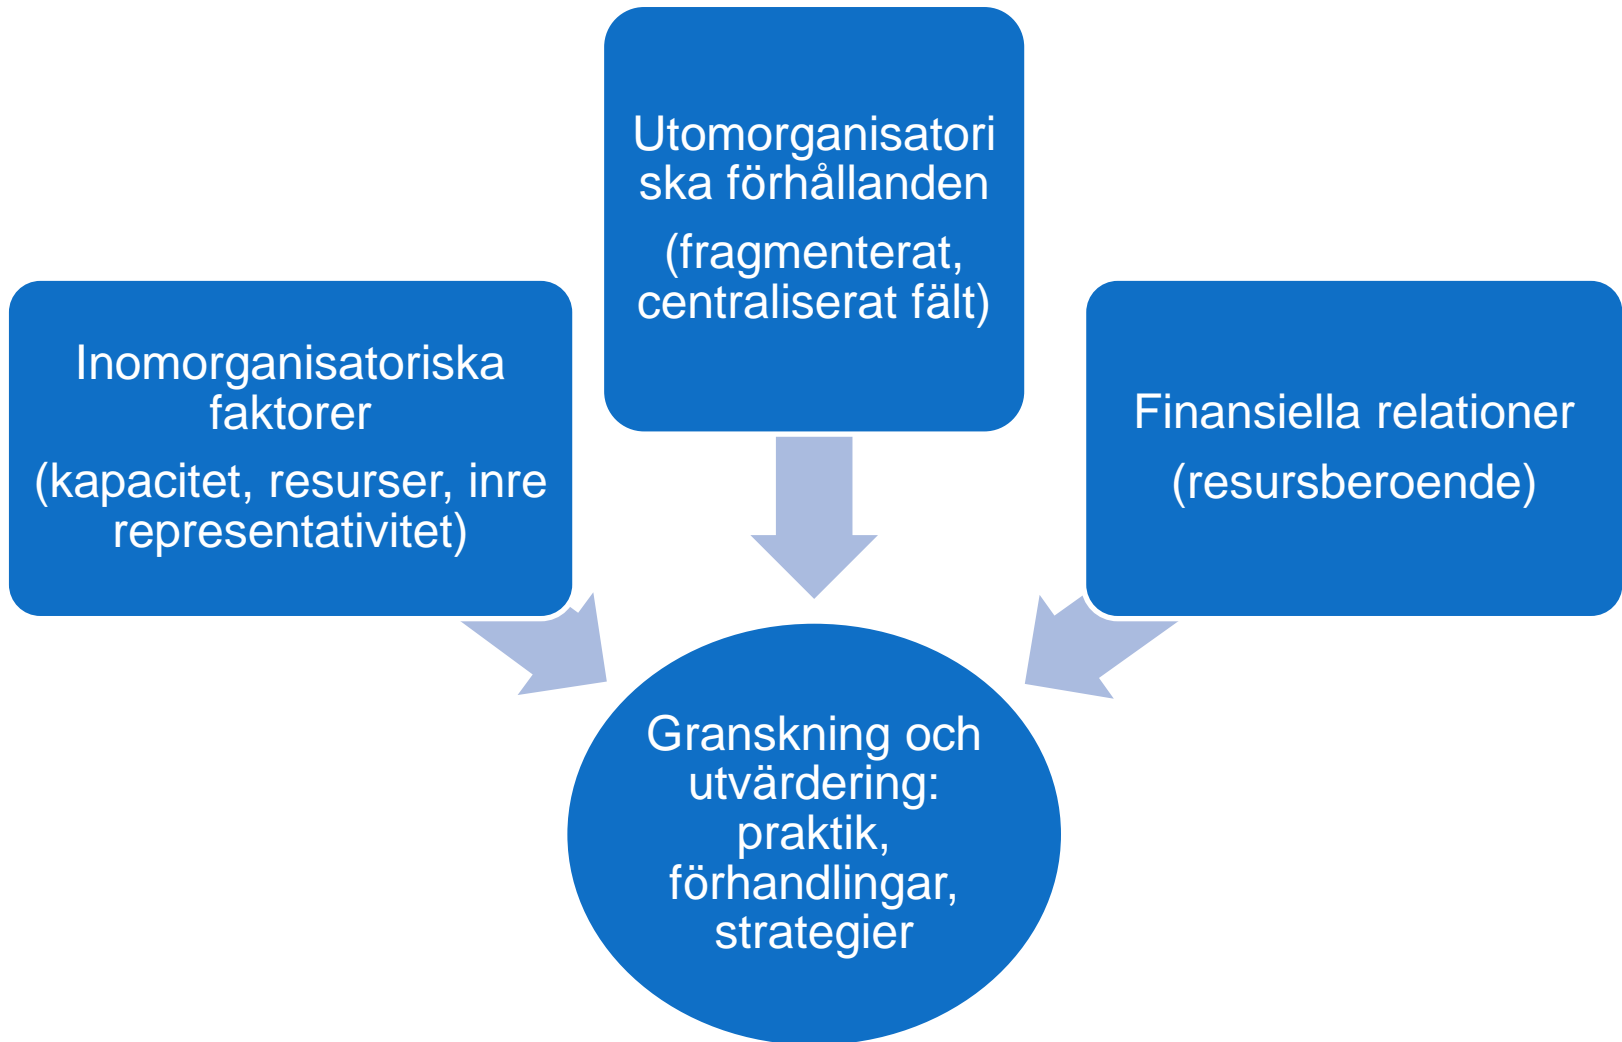 Utomorganisatori
ska förhållanden
(fragmenterat,
centraliserat fält)
Inomorganisatoriska
faktorer
(kapacitet, resurser, inre
representativitet)
Finansiella relationer
(resursberoende)
Granskning och
utvärdering:
praktik,
förhandlingar,
strategier